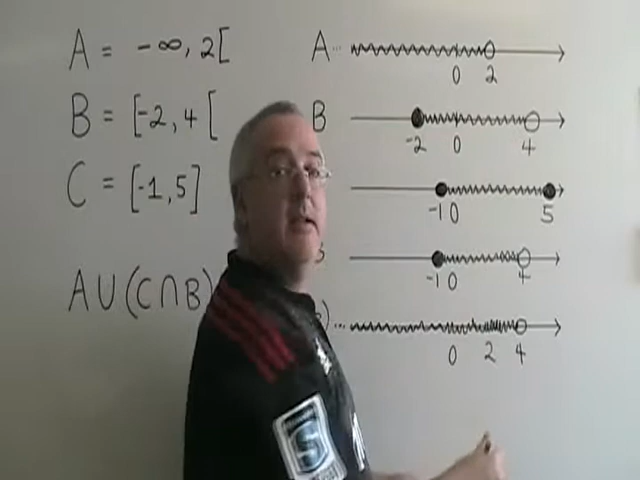 A = -∞, 2[
B = [-2, 4[
C = [-1, 5]
A∪(C∩B)
A ...
0 2
B
-2 0 4
-1 0 5
-1 0 4
) ...
0 2 4